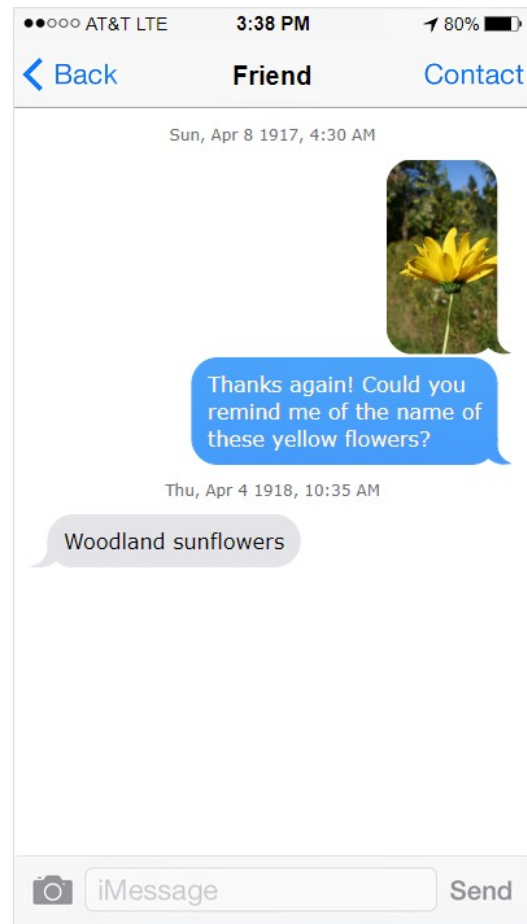 AT&T LTE 3:38 PM 80%
Back Friend Contact
Sun, Apr 8 1917, 4:30 AM
Thanks again! Could you
remind me of the name of
these yellow flowers?
Thu, Apr 4 1918, 10:35 AM
Woodland sunflowers
iMessage Send